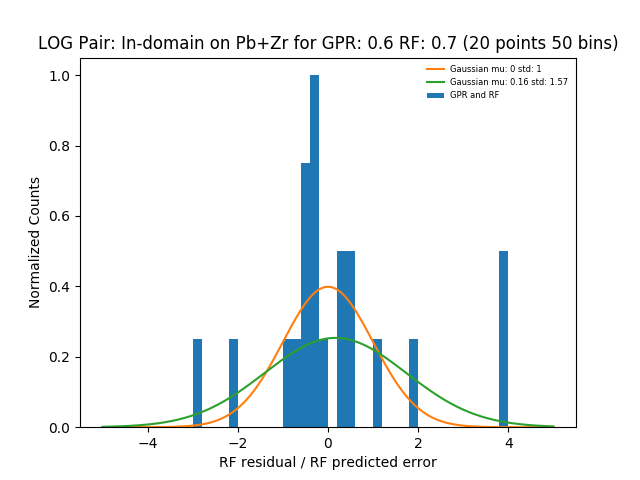 LOG Pair: In-domain on Pb+Zr for GPR: 0.6 RF: 0.7 (20 points 50 bins)
Gaussian mu: 0 std: 1
Gaussian mu: 0.16 std: 1.57
GPR and RF
1.0
0.8
0.6
0.4
0.2
0.0
Normalized Counts
−4
−2
0
2
4
RF residual / RF predicted error